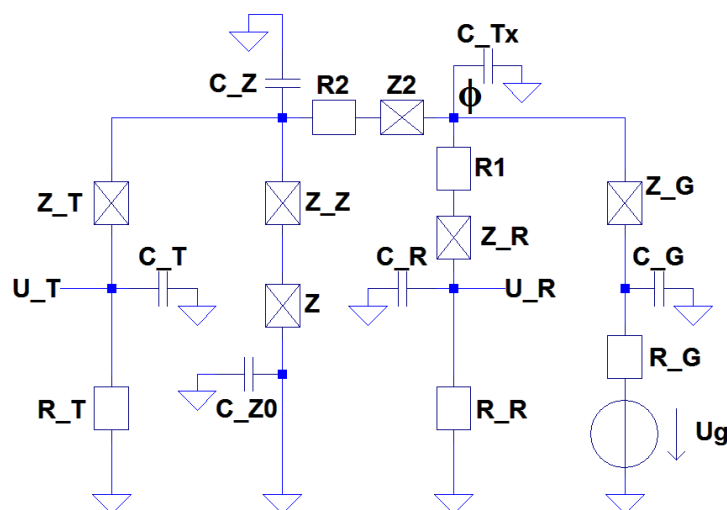 C_Tx
C_Z R2 Z2 ϕ
R1
Z_T Z_Z Z_G
Z_R
C_T C_R C_G
U_T Z U_R
R_G
R_T C_Z0 R_R
Ug